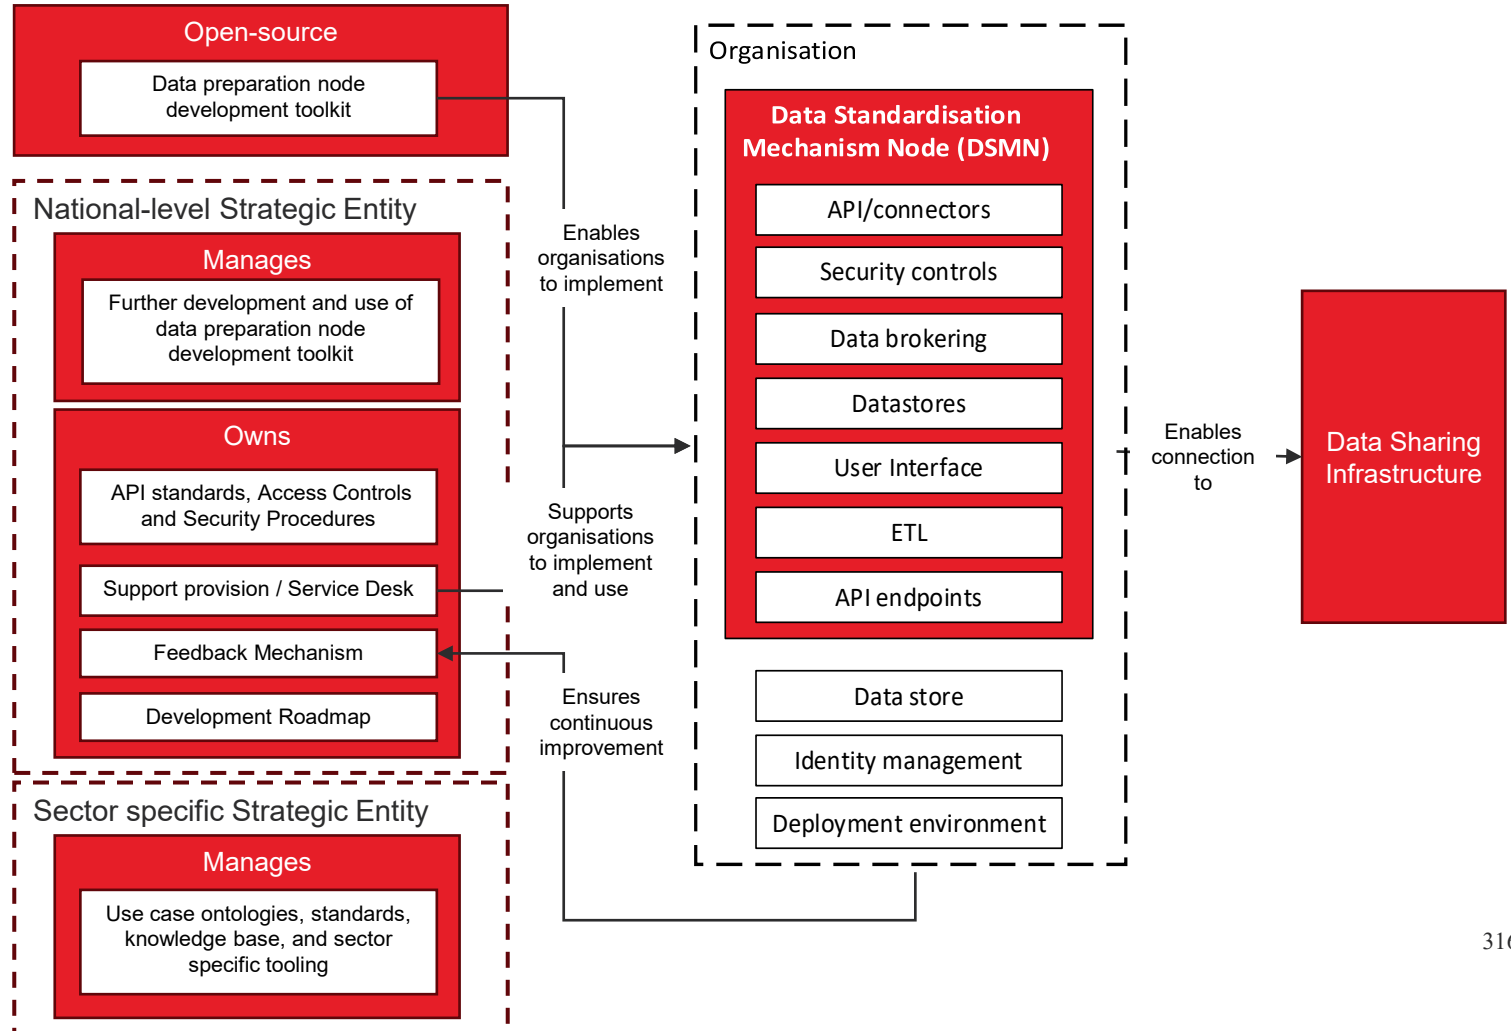 Open-source
Data preparation node
development toolkit
National-level Strategic Entity
Manages
Further development and use of
data preparation node
development toolkit
Owns
API standards, Access Controls
and Security Procedures
Support provision / Service Desk
Feedback Mechanism
Development Roadmap
Sector specific Strategic Entity
Manages
Use case ontologies, standards,
knowledge base, and sector
specific tooling
Enables
organisations
to implement
Supports
organisations
to implement
and use
Ensures
continuous
improvement
Organisation
Data Standardisation
Mechanism Node (DSMN)
API/connectors
Security controls
Data brokering
Datastores
User Interface
ETL
API endpoints
Data store
Identity management
Deployment environment
Enables
connection
to
Data Sharing
Infrastructure
316